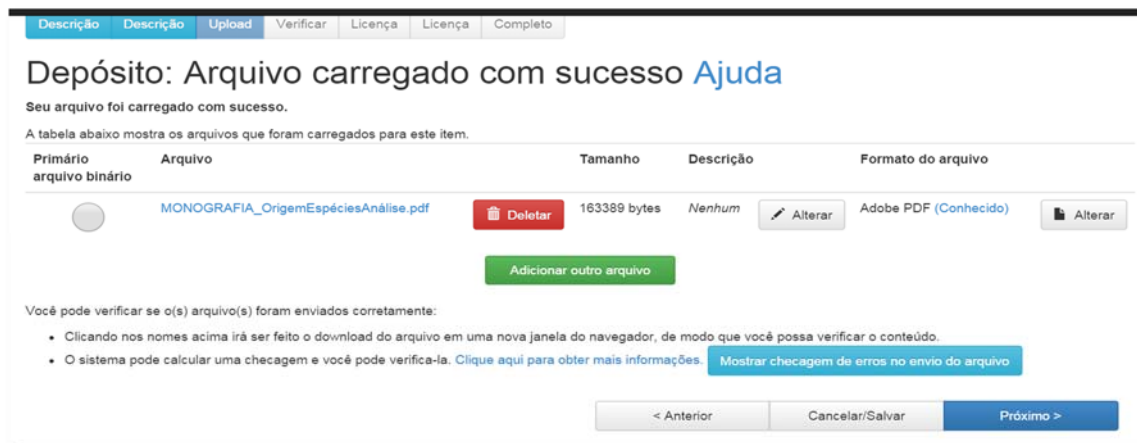 Descrição Descrição Upload Verificar Licença Licença Completo
Depósito: Arquivo carregado com sucesso Ajuda
Seu arquivo foi carregado com sucesso.
A tabela abaixo mostra os arquivos que foram carregados para este item.
Primário arquivo binário Arquivo Tamanho Descrição Formato do arquivo
MONOGRAFIA_OrigemEspéciesAnálise.pdf Deletar 163389 bytes Nenhum Alterar Adobe PDF (Conhecido) Alterar
Adicionar outro arquivo
Você pode verificar se o(s) arquivo(s) foram enviados corretamente:
• Clicando nos nomes acima irá ser feito o download do arquivo em uma nova janela do navegador, de modo que você possa verificar o conteúdo.
• O sistema pode calcular uma checagem e você pode verifica-la. Clique aqui para obter mais informações. Mostrar checagem de erros no envio do arquivo
< Anterior Cancelar/Salvar Próximo >